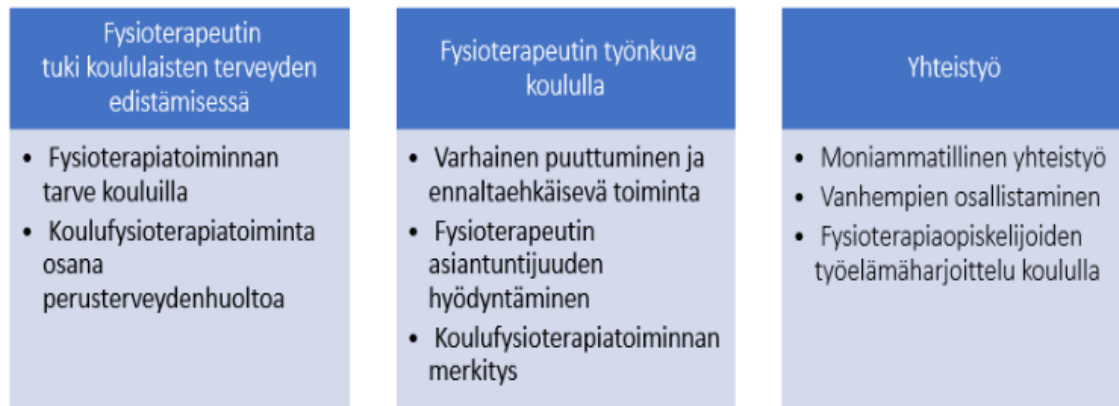 Fysioterapeutin
tuki koululaisten terveyden
edistämisessä
• Fysioterapiatoiminnan
tarve kouluilla
• Koulufysioterapiatoiminta
osana
perusterveydenhuoltoa
Fysioterapeutin työnkuva
koululla
• Varhainen puuttuminen ja
ennaltaehkäisevä toiminta
• Fysioterapeutin
asiantuntijuuden
hyödyntäminen
• Koulufysioterapiatoiminnan
merkitys
Yhteistyö
• Moniammatillinen yhteistyö
• Vanhempien osallistaminen
• Fysioterapiaopiskelijoiden
työelämäharjoittelu koululla